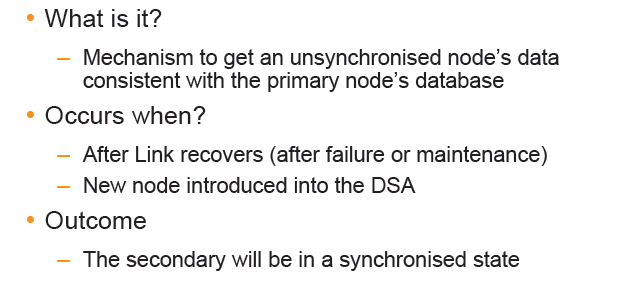 • What is it?
– Mechanism to get an unsynchronised node's data
consistent with the primary node's database
• Occurs when?
– After Link recovers (after failure or maintenance)
– New node introduced into the DSA
• Outcome
– The secondary will be in a synchronised state